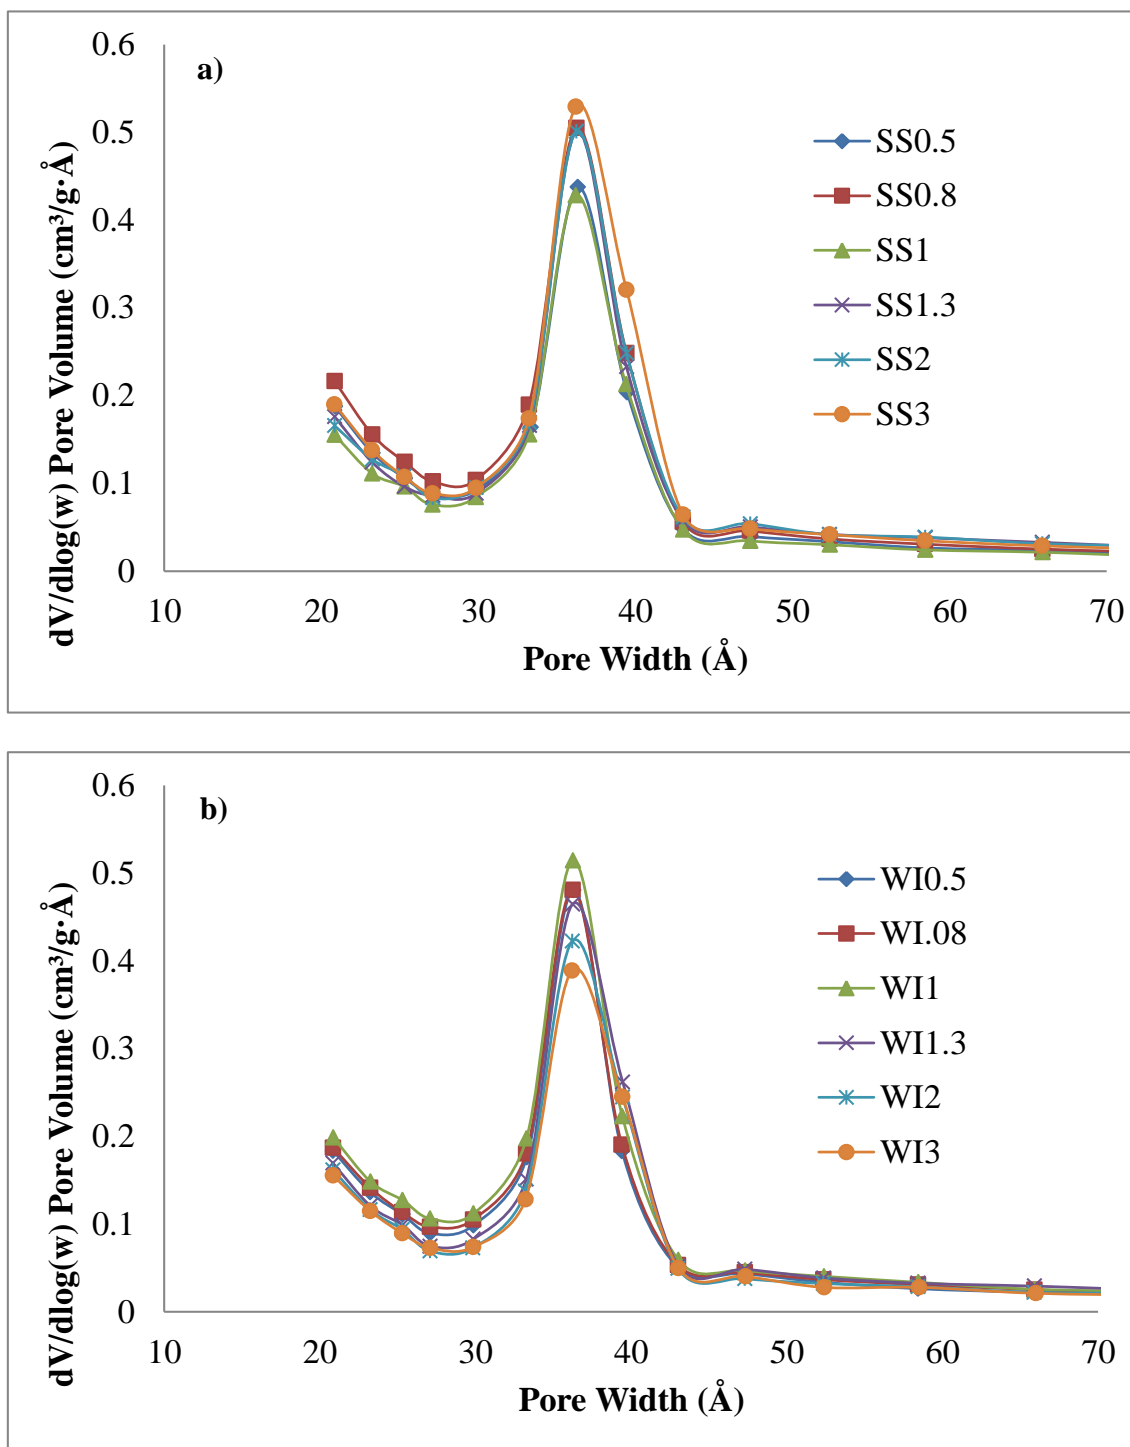 a)
dV/dlog(w) Pore Volume (cm³/g·Å)
0.6
0.5
0.4
0.3
0.2
0.1
0
10 20 30 40 50 60 70
Pore Width (Å)
SS0.5
SS0.8
SS1
SS1.3
SS2
SS3
b)
dV/dlog(w) Pore Volume (cm³/g·Å)
0.6
0.5
0.4
0.3
0.2
0.1
0
10 20 30 40 50 60 70
Pore Width (Å)
WI0.5
WI.08
WI1
WI1.3
WI2
WI3